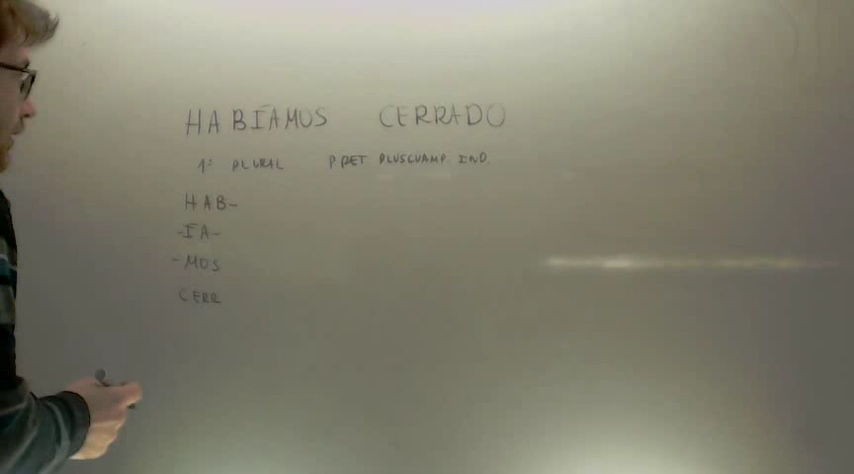 HABÍAMOS CERRADO
1ª PLURAL PRET PLUSCUAMP. IND.
HAB-
-ÍA-
-MOS
CERR